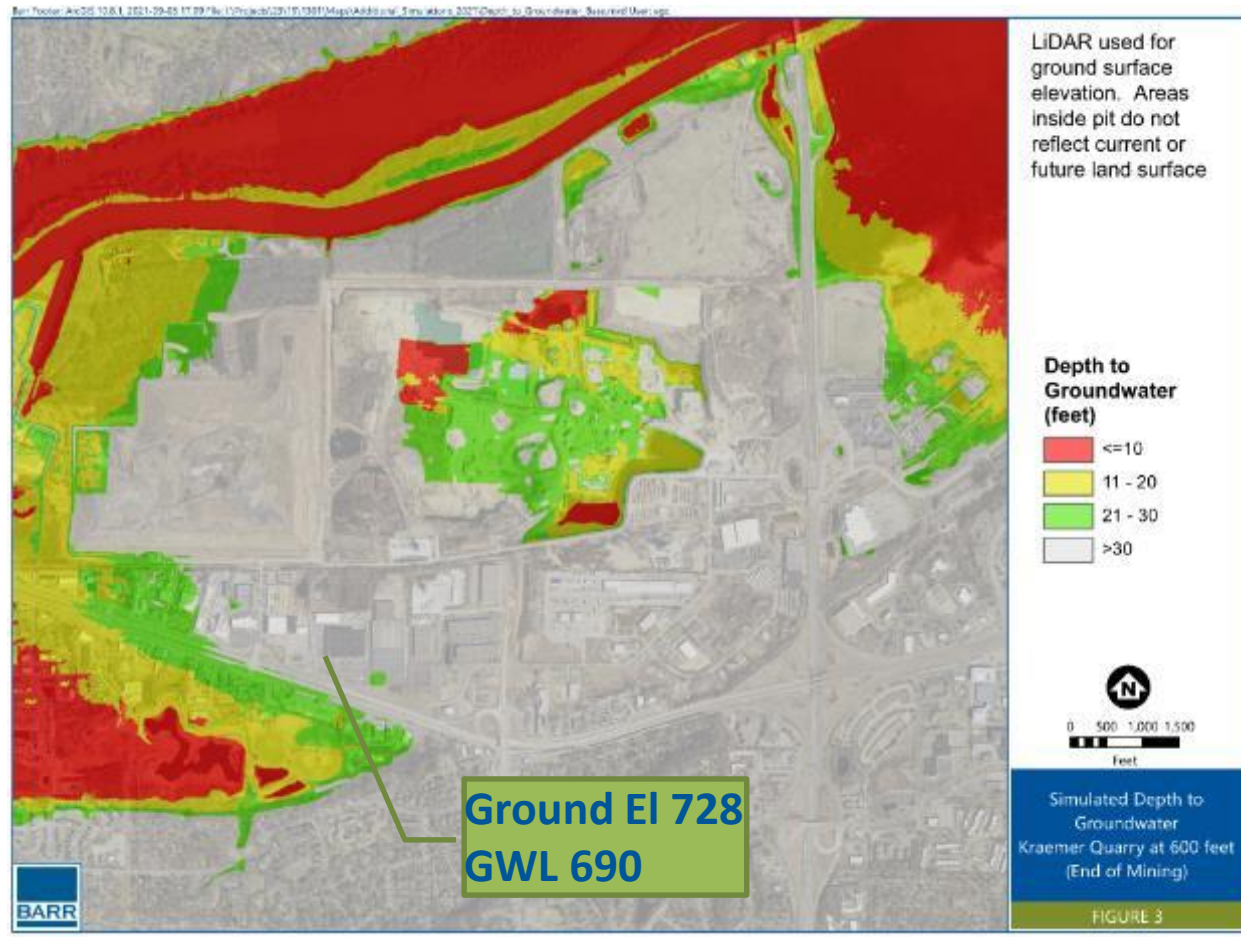 LiDAR used for
ground surface
elevation. Areas
inside pit do not
reflect current or
future land surface
Depth to
Groundwater
(feet)
<=10
11 - 20
21 - 30
>30
N
0 500 1,000 1,500
Feet
Ground El 728
GWL 690
Simulated Depth to
Groundwater
Kraemer Quarry at 600 feet
(End of Mining)
BARR
FIGURE 3